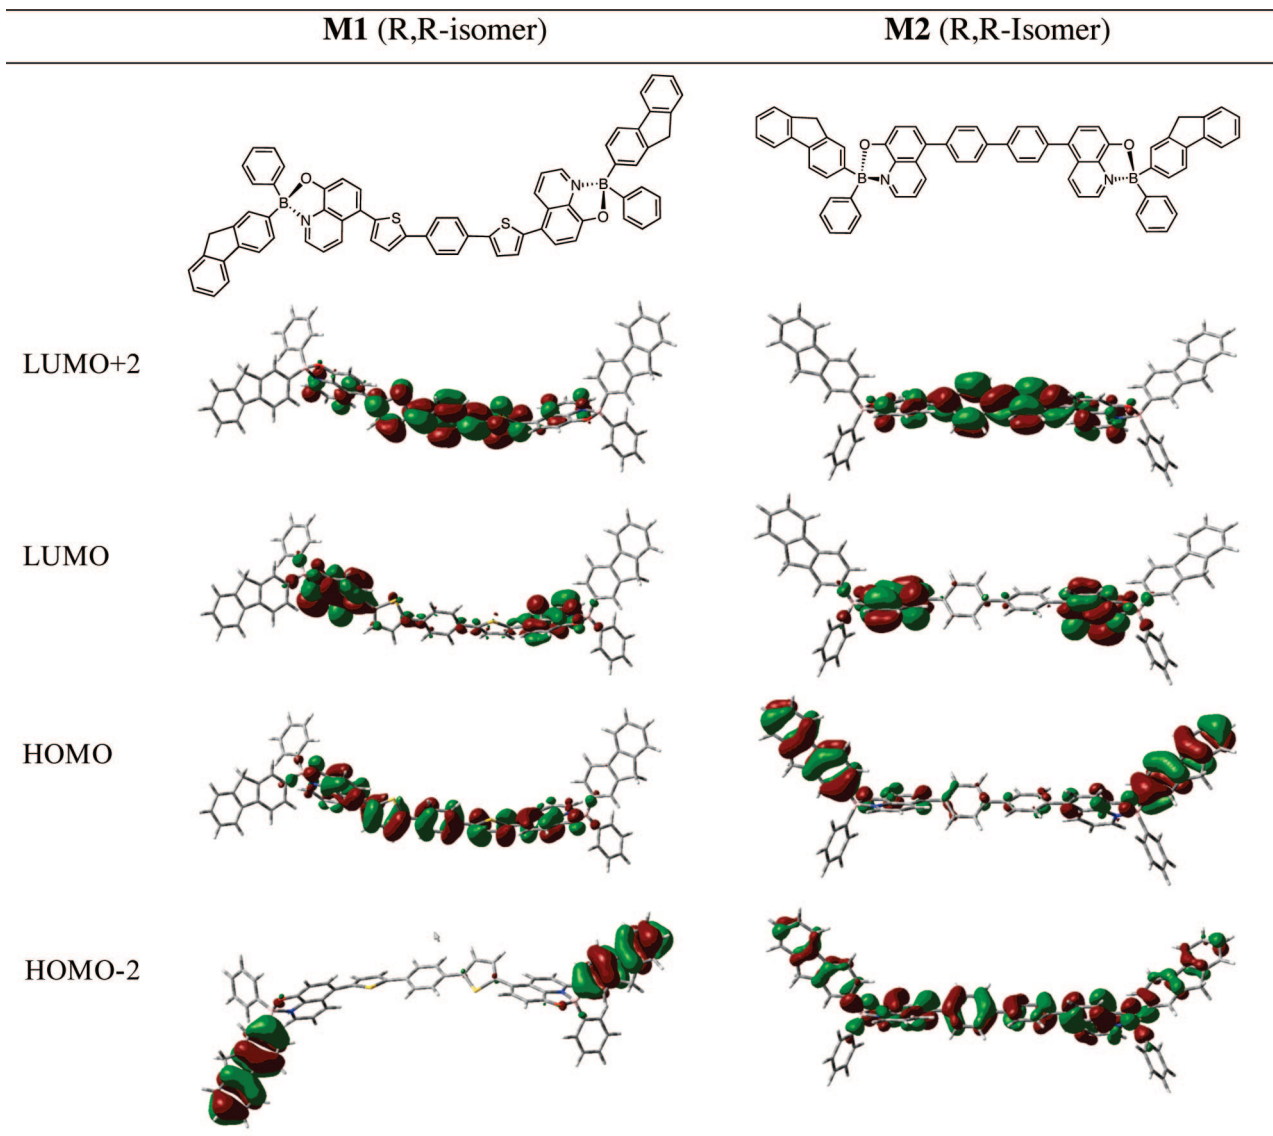 M1 (R,R-isomer) M2 (R,R-Isomer)
O B N S S N B O
O B N O N B
LUMO+2
LUMO
HOMO
HOMO-2